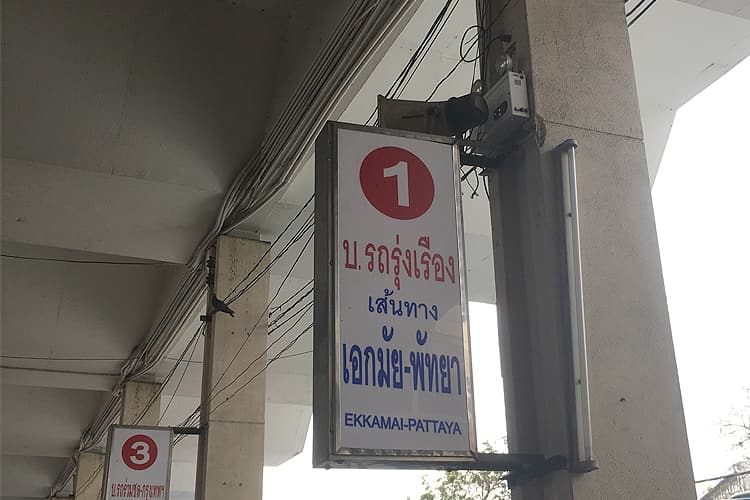 1
บ.รถรุ่งเรือง
เส้นทาง
เอกมัย-พัทยา
EKKAMAI-PATTAYA
3